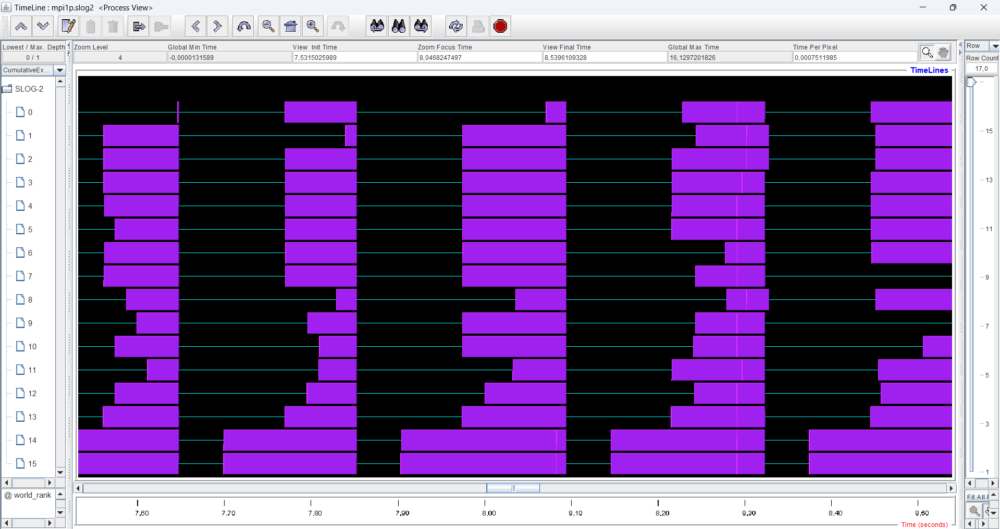 TimeLine : mpi1p.slog2  <Process View>
Lowest / Max. Depth
0 / 1
Zoom Level
4
Global Min Time
-0,0000131589
View Init Time
7,5315025989
Zoom Focus Time
8,0468247497
View Final Time
8,5396109328
Global Max Time
16,1297201826
Time Per Pixel
0,0007511985
Row
Row Count
17,0
CumulativeEx...
TimeLines
SLOG-2
0
1
2
3
4
5
6
7
8
9
10
11
12
13
14
15
@ world_rank
15
13
11
9
7
5
3
1
Fit All
7,60 7,70 7,80 7,90 8,00 8,10 8,20 8,30 8,40 8,50
Time (seconds)